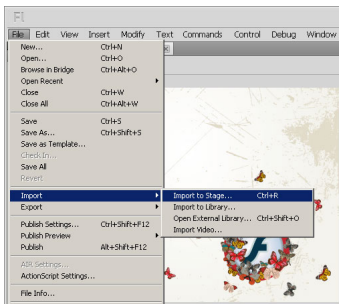 Fl
File Edit View Insert Modify Text Commands Control Debug Window
New... Ctrl+N
Open... Ctrl+O
Browse in Bridge Ctrl+Alt+O
Open Recent
Close Ctrl+W
Close All Ctrl+Alt+W
Save Ctrl+S
Save As... Ctrl+Shift+S
Save as Template...
Check In...
Save All
Revert
Import
Import to Stage... Ctrl+R
Export
Import to Library...
Open External Library... Ctrl+Shift+O
Publish Settings... Ctrl+Shift+F12
Import Video...
Publish Preview
Publish Alt+Shift+F12
AIR Settings...
ActionScript Settings...
File Info...